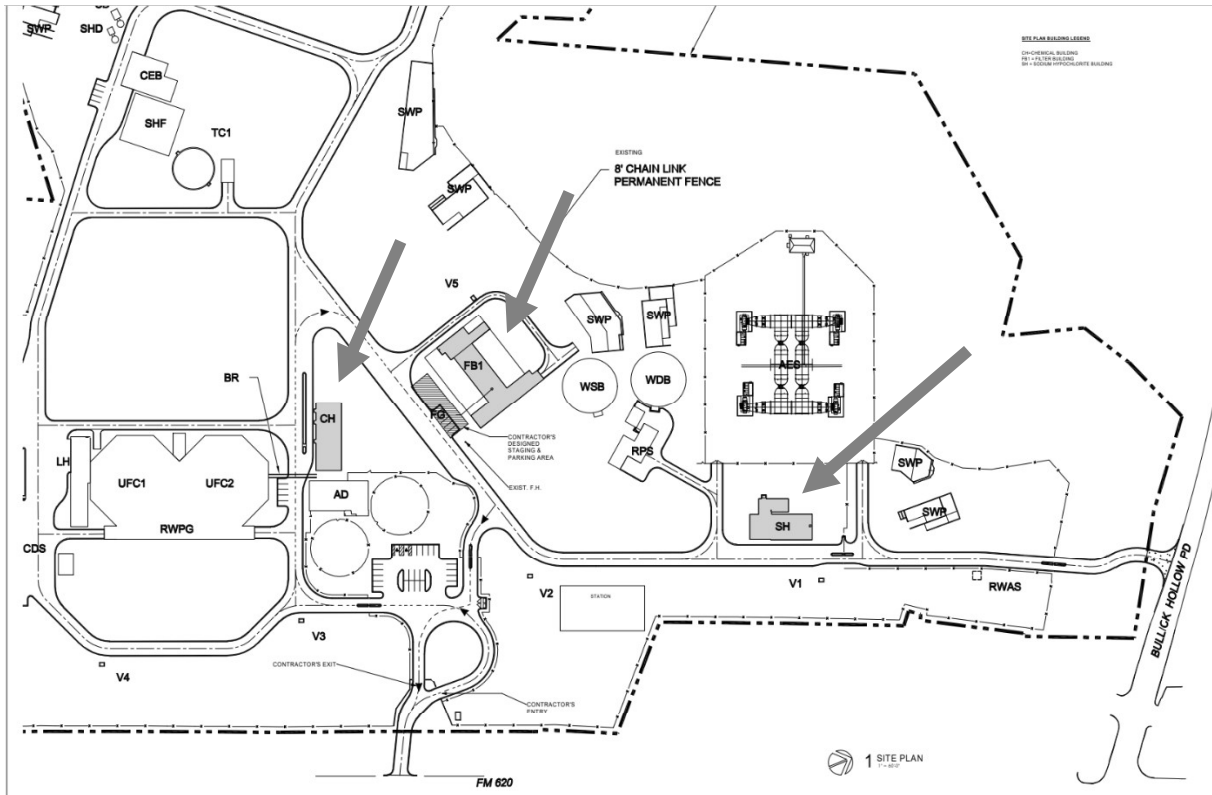 SWP
SHD
CEB
SHF
TC1
SWP
SWP
EXISTING
8' CHAIN LINK
PERMANENT FENCE
SITE PLAN BUILDING LEGEND
CH=CHEMICAL BUILDING
FB1 = FILTER BUILDING
SH = SODIUM HYPOCHLORITE BUILDING
V5
SWP
SWP
FB1
AES
BR
WSB
WDB
CH
FG
CONTRACTOR'S
DESIGNED
STAGING &
PARKING AREA
RPS
LH
UFC1
UFC2
SWP
EXIST. F.H.
AD
SWP
RWPG
SH
CDS
V2
STATION
V1
RWAS
BULLICK HOLLOW PD
V3
V4
CONTRACTOR'S EXIT
CONTRACTOR'S
ENTRY
1 SITE PLAN
FM 620